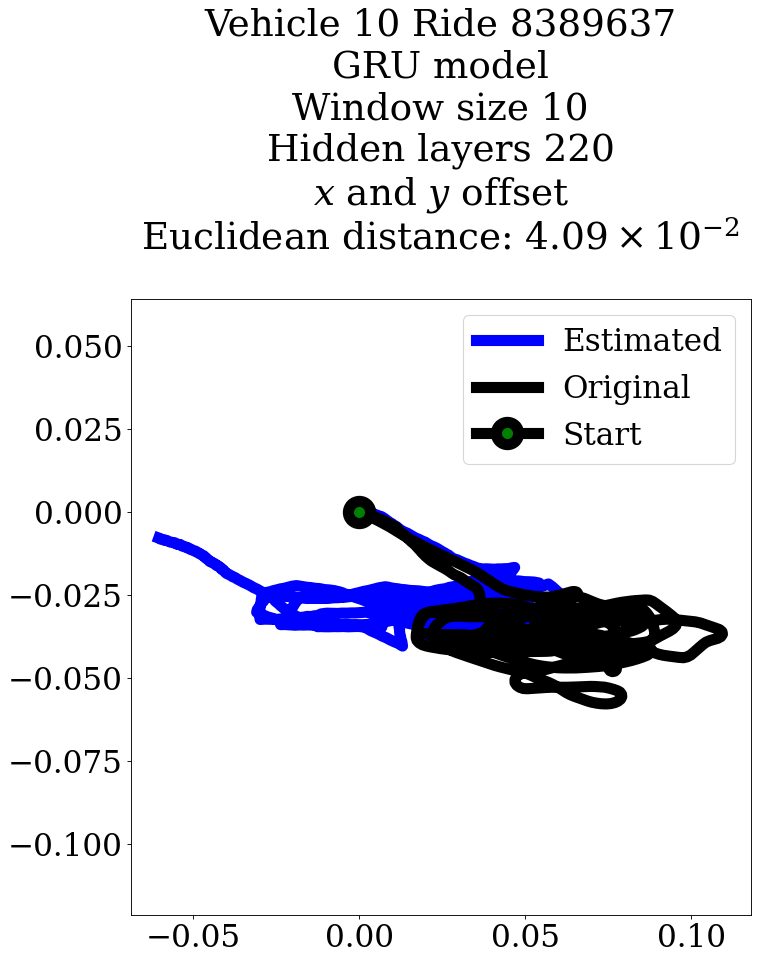 Vehicle 10 Ride 8389637
GRU model
Window size 10
Hidden layers 220
x and y offset
Euclidean distance: 4.09 × 10⁻²
Estimated
Original
Start
0.050
0.025
0.000
−0.025
−0.050
−0.075
−0.100
−0.05 0.00 0.05 0.10